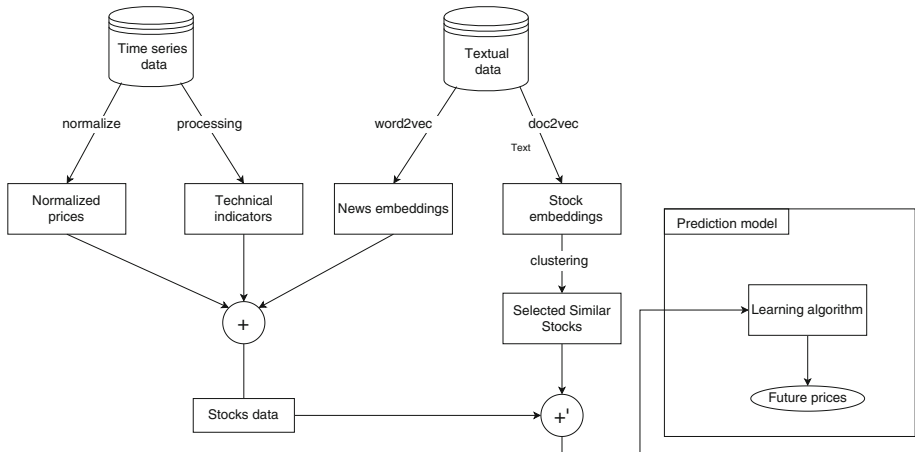 Time series
data
Textual
data
normalize
processing
word2vec
doc2vec
Text
Normalized
prices
Technical
indicators
News embeddings
Stock
embeddings
Prediction model
clustering
Selected Similar
Stocks
Learning algorithm
+
Future prices
Stocks data
+'